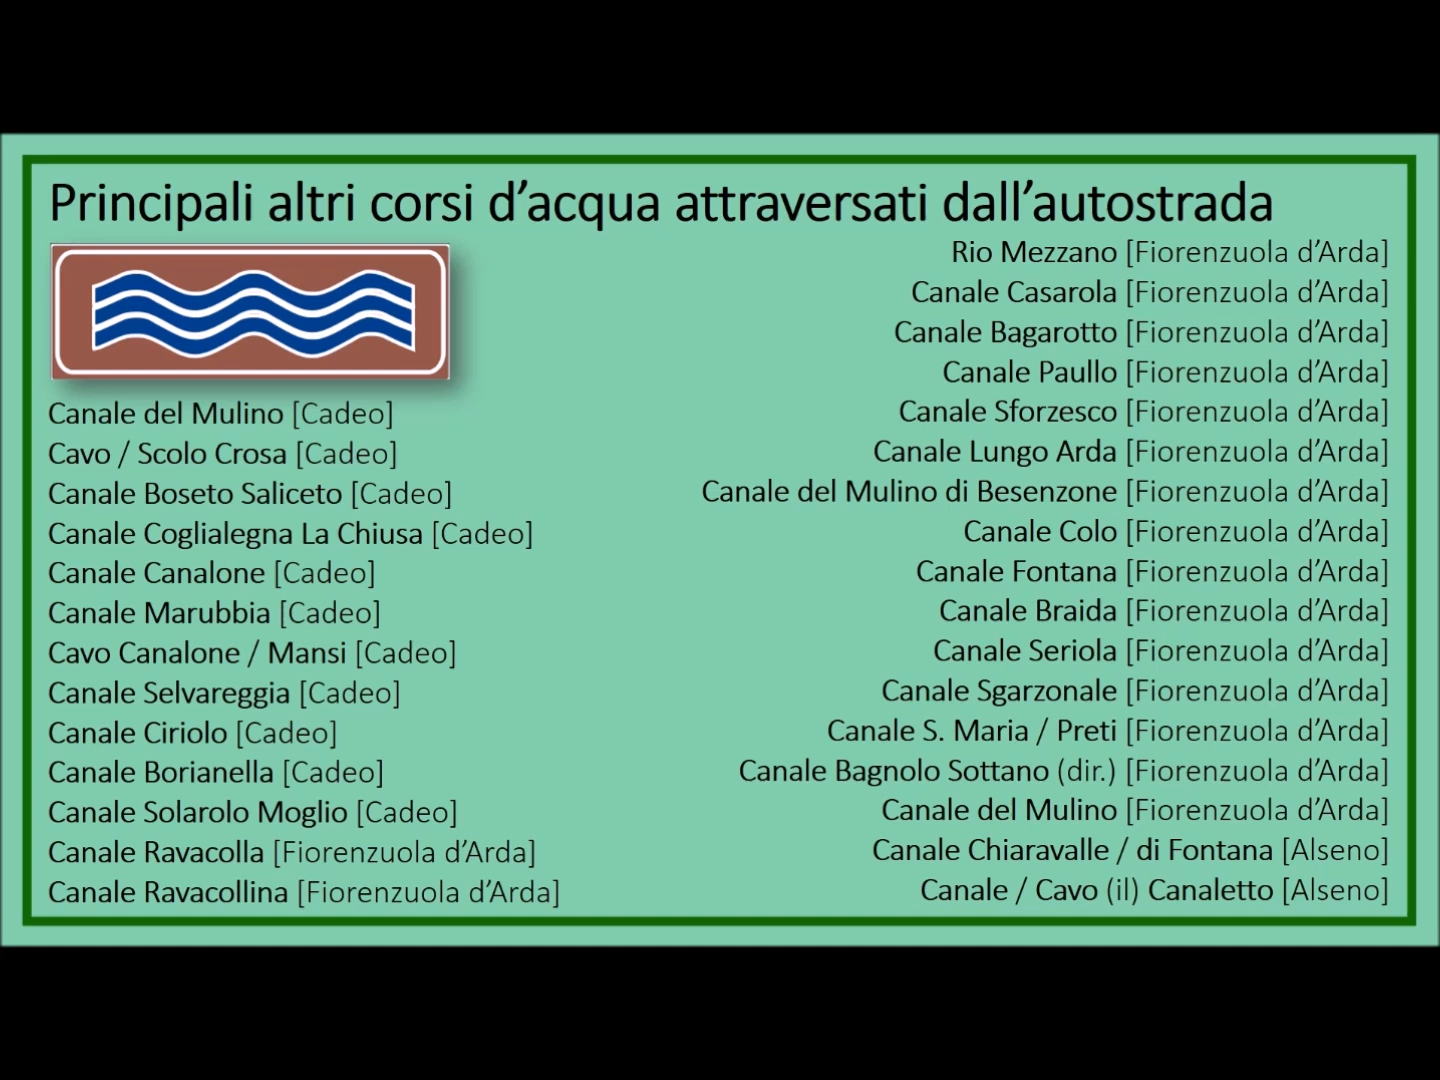 Principali altri corsi d’acqua attraversati dall’autostrada
Canale del Mulino [Cadeo]
Cavo / Scolo Crosa [Cadeo]
Canale Boseto Saliceto [Cadeo]
Canale Coglialegna La Chiusa [Cadeo]
Canale Canalone [Cadeo]
Canale Marubbia [Cadeo]
Cavo Canalone / Mansi [Cadeo]
Canale Selvareggia [Cadeo]
Canale Ciriolo [Cadeo]
Canale Borianella [Cadeo]
Canale Solarolo Moglio [Cadeo]
Canale Ravacolla [Fiorenzuola d’Arda]
Canale Ravacollina [Fiorenzuola d’Arda]
Rio Mezzano [Fiorenzuola d’Arda]
Canale Casarola [Fiorenzuola d’Arda]
Canale Bagarotto [Fiorenzuola d’Arda]
Canale Paullo [Fiorenzuola d’Arda]
Canale Sforzesco [Fiorenzuola d’Arda]
Canale Lungo Arda [Fiorenzuola d’Arda]
Canale del Mulino di Besenzone [Fiorenzuola d’Arda]
Canale Colo [Fiorenzuola d’Arda]
Canale Fontana [Fiorenzuola d’Arda]
Canale Braida [Fiorenzuola d’Arda]
Canale Seriola [Fiorenzuola d’Arda]
Canale Sgarzonale [Fiorenzuola d’Arda]
Canale S. Maria / Preti [Fiorenzuola d’Arda]
Canale Bagnolo Sottano (dir.) [Fiorenzuola d’Arda]
Canale del Mulino [Fiorenzuola d’Arda]
Canale Chiaravalle / di Fontana [Alseno]
Canale / Cavo (il) Canaletto [Alseno]